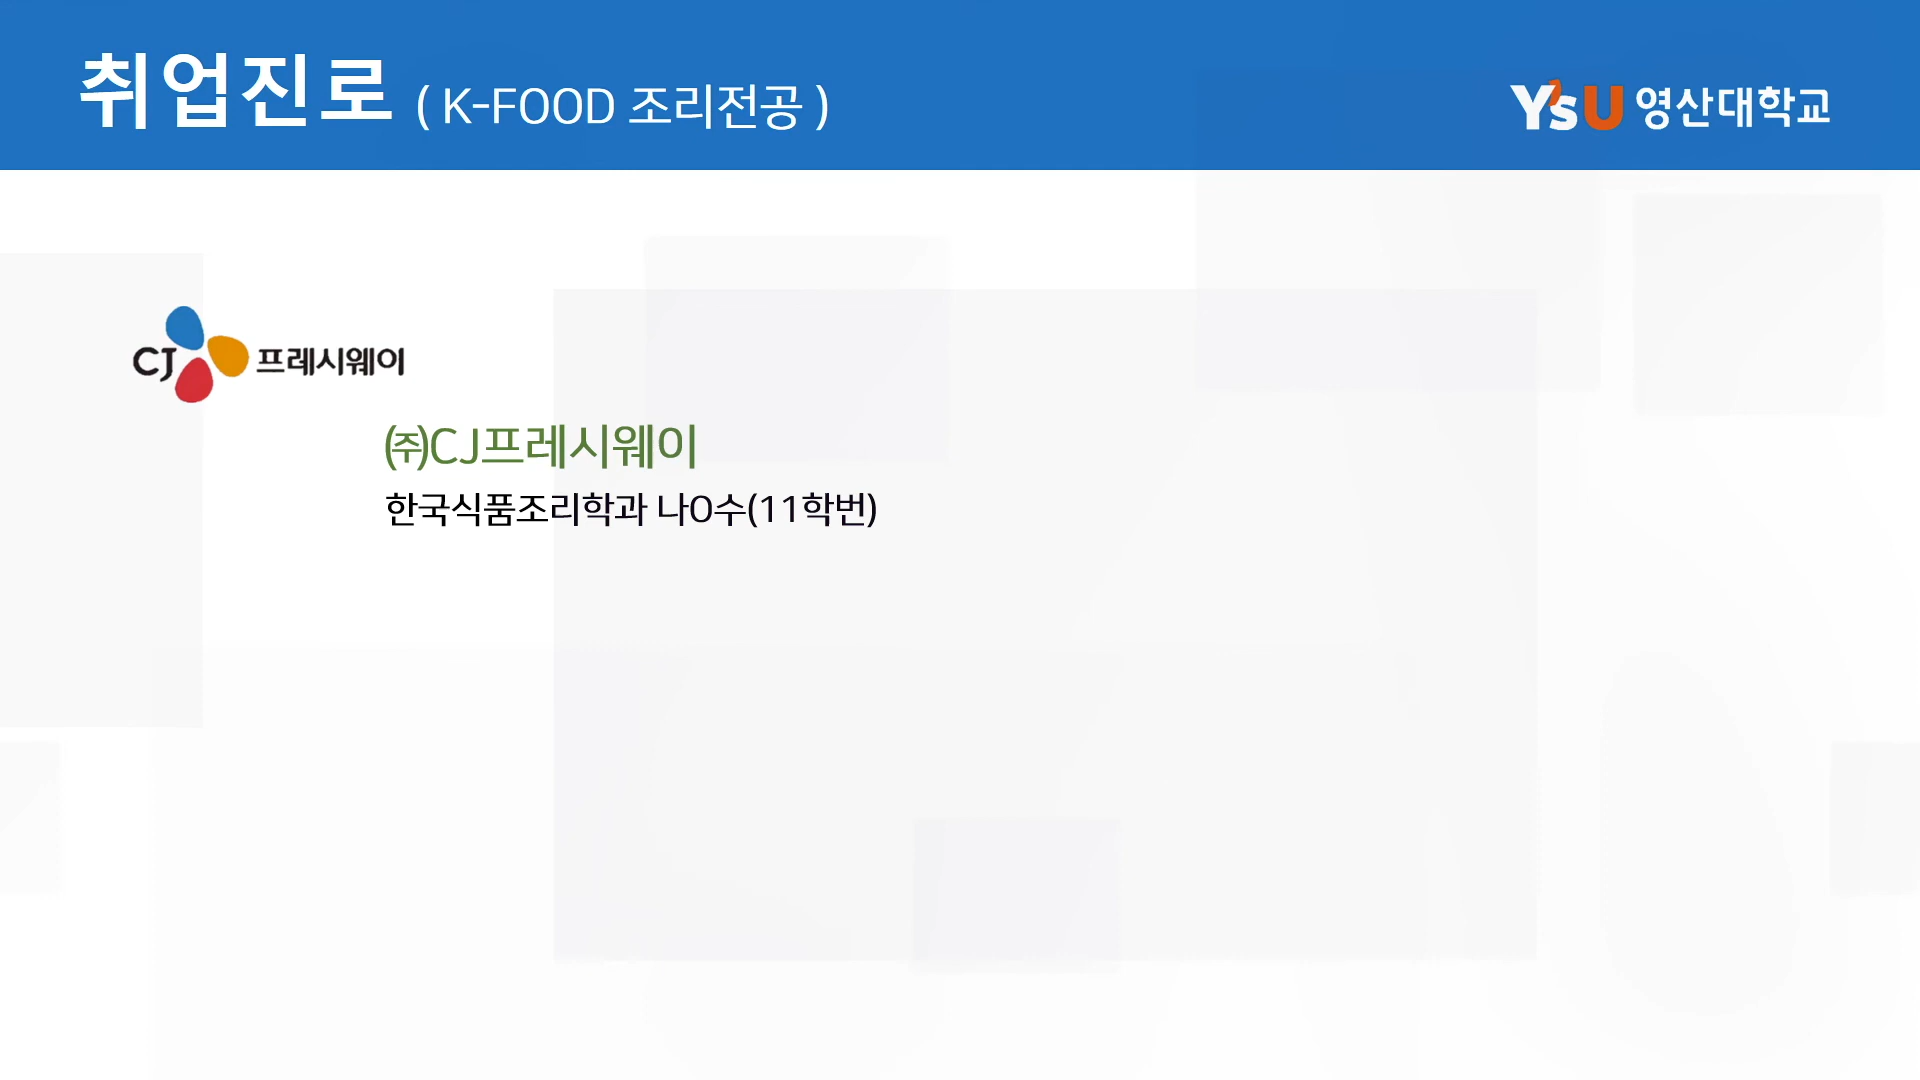 취업진로 ( K-FOOD 조리전공 )
Y'sU 영산대학교
CJ 프레시웨이
㈜CJ프레시웨이
한국식품조리학과 나O수(11학번)